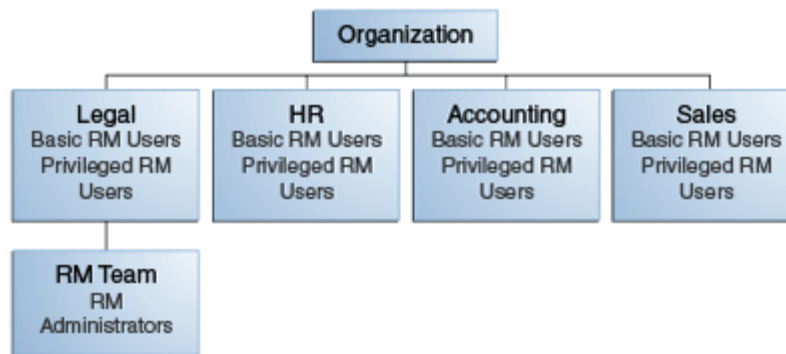 Organization
Legal
Basic RM Users
Privileged RM
Users
HR
Basic RM Users
Privileged RM
Users
Accounting
Basic RM Users
Privileged RM
Users
Sales
Basic RM Users
Privileged RM
Users
RM Team
RM
Administrators